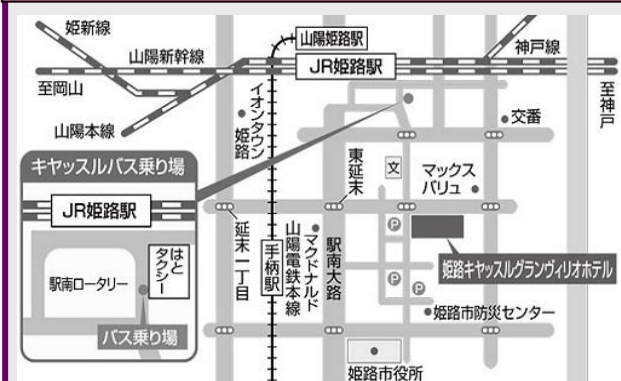 姫新線
山陽新幹線
至岡山
山陽本線
山陽姫路駅
JR姫路駅
神戸線
至神戸
イオンタウン
姫路
交番
キヤッスルバス乗り場
JR姫路駅
駅南ロータリー
はと
タクシー
バス乗り場
東延末
文
マックス
バリュ
延末一丁目
手柄駅
山陽電鉄本線
マクドナルド
駅南大路
P
P
P
姫路キヤッスルグランヴィリオホテル
姫路市防災センター
姫路市役所